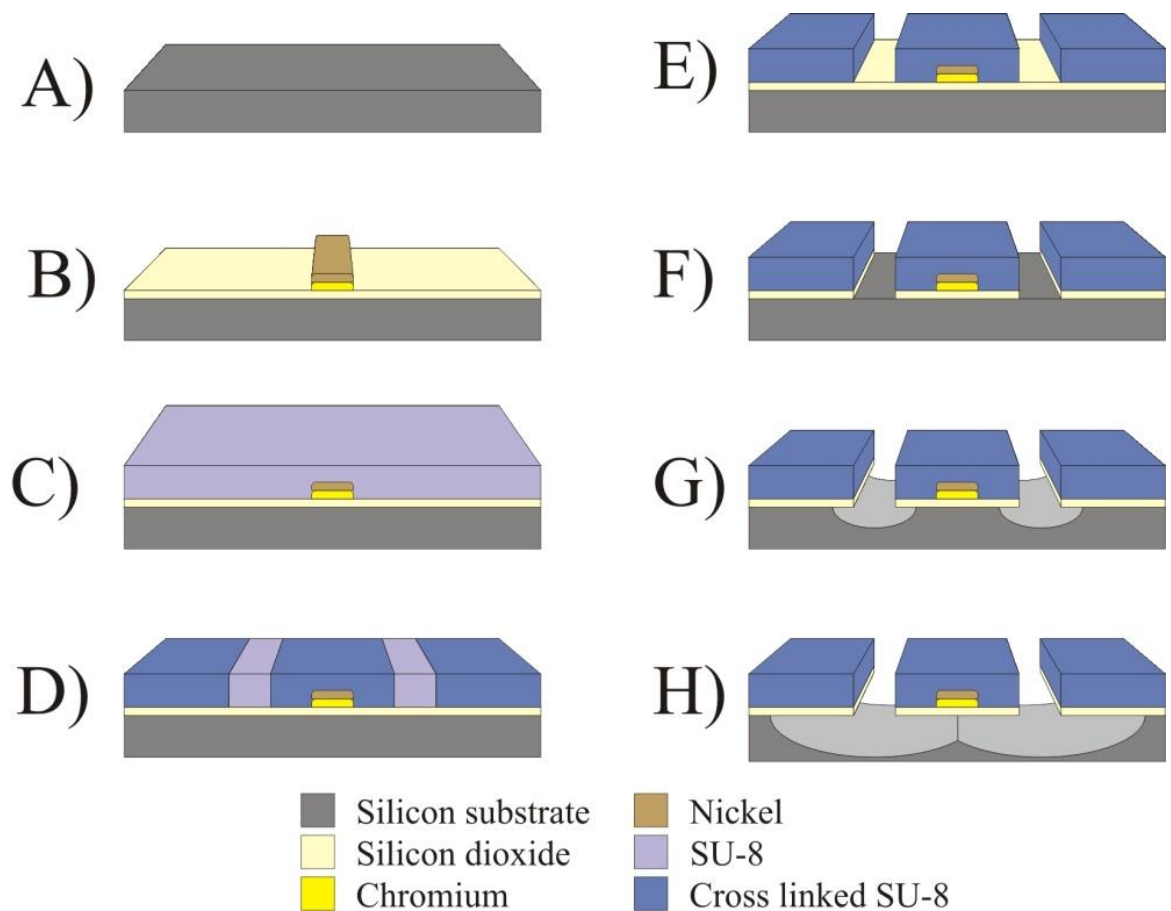 A)
B)
C)
D)
E)
F)
G)
H)
Silicon substrate
Silicon dioxide
Chromium
Nickel
SU-8
Cross linked SU-8